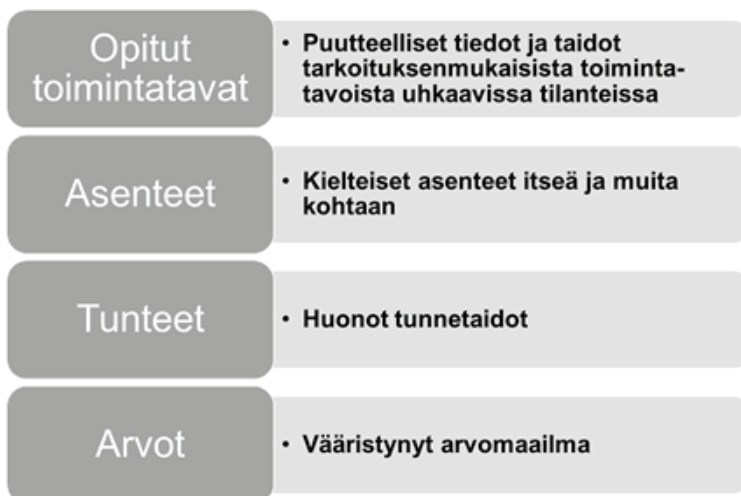 Opitut
toimintatavat
• Puutteelliset tiedot ja taidot
tarkoituksenmukaisista toiminta-
tavoista uhkaavissa tilanteissa
Asenteet
• Kielteiset asenteet itseä ja muita
kohtaan
Tunteet
• Huonot tunnetaidot
Arvot
• Vääristynyt arvomaailma